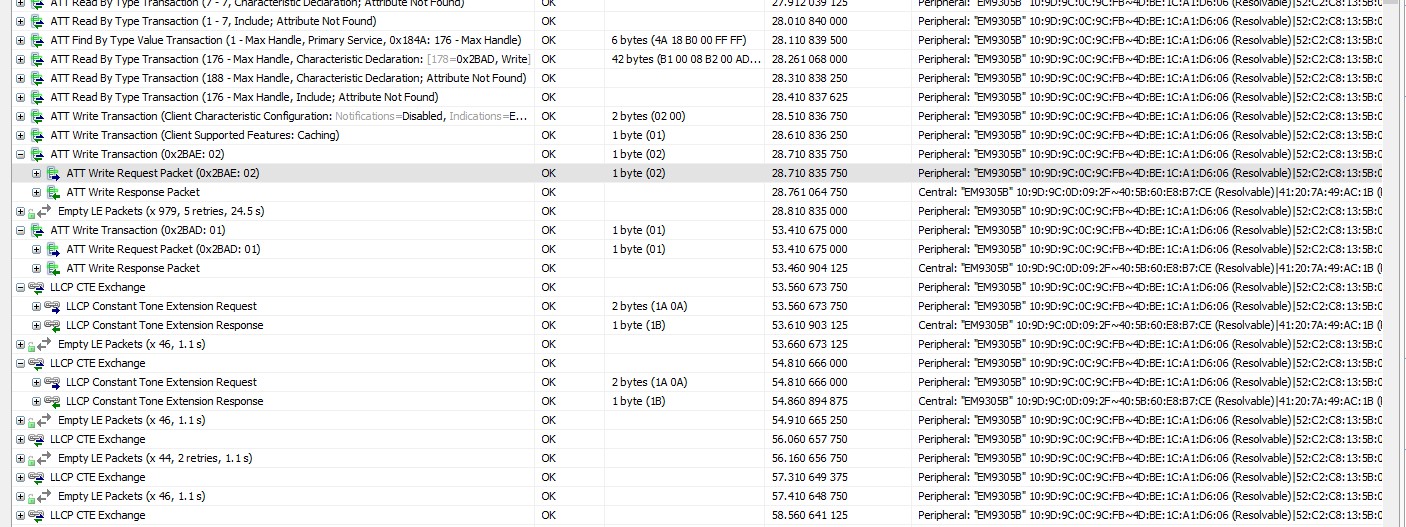 ATT Read By Type Transaction (7 - 7, Characteristic Declaration; Attribute Not Found) OK 27.912 039 125 Peripheral: "EM9305B" 10:9D:9C:0C:9C:FB~4D:BE:1C:A1:D6:06 (Resolvable)|52:C2:C8:13:5B:0
ATT Read By Type Transaction (1 - 7, Include; Attribute Not Found) OK 28.010 840 000 Peripheral: "EM9305B" 10:9D:9C:0C:9C:FB~4D:BE:1C:A1:D6:06 (Resolvable)|52:C2:C8:13:5B:0
ATT Find By Type Value Transaction (1 - Max Handle, Primary Service, 0x184A: 176 - Max Handle) OK 6 bytes (4A 18 B0 00 FF FF) 28.110 839 500 Peripheral: "EM9305B" 10:9D:9C:0C:9C:FB~4D:BE:1C:A1:D6:06 (Resolvable)|52:C2:C8:13:5B:0
ATT Read By Type Transaction (176 - Max Handle, Characteristic Declaration: [178=0x2BAD, Write] OK 42 bytes (B1 00 08 B2 00 AD... 28.261 068 000 Peripheral: "EM9305B" 10:9D:9C:0C:9C:FB~4D:BE:1C:A1:D6:06 (Resolvable)|52:C2:C8:13:5B:0
ATT Read By Type Transaction (188 - Max Handle, Characteristic Declaration; Attribute Not Found) OK 28.310 838 250 Peripheral: "EM9305B" 10:9D:9C:0C:9C:FB~4D:BE:1C:A1:D6:06 (Resolvable)|52:C2:C8:13:5B:0
ATT Read By Type Transaction (176 - Max Handle, Include; Attribute Not Found) OK 28.410 837 625 Peripheral: "EM9305B" 10:9D:9C:0C:9C:FB~4D:BE:1C:A1:D6:06 (Resolvable)|52:C2:C8:13:5B:0
ATT Write Transaction (Client Characteristic Configuration: Notifications=Disabled, Indications=E... OK 2 bytes (02 00) 28.510 836 750 Peripheral: "EM9305B" 10:9D:9C:0C:9C:FB~4D:BE:1C:A1:D6:06 (Resolvable)|52:C2:C8:13:5B:0
ATT Write Transaction (Client Supported Features: Caching) OK 1 byte (01) 28.610 836 250 Peripheral: "EM9305B" 10:9D:9C:0C:9C:FB~4D:BE:1C:A1:D6:06 (Resolvable)|52:C2:C8:13:5B:0
ATT Write Transaction (0x2BAE: 02) OK 1 byte (02) 28.710 835 750 Peripheral: "EM9305B" 10:9D:9C:0C:9C:FB~4D:BE:1C:A1:D6:06 (Resolvable)|52:C2:C8:13:5B:0
ATT Write Request Packet (0x2BAE: 02) OK 1 byte (02) 28.710 835 750 Peripheral: "EM9305B" 10:9D:9C:0C:9C:FB~4D:BE:1C:A1:D6:06 (Resolvable)|52:C2:C8:13:5B:0
ATT Write Response Packet OK 28.761 064 750 Central: "EM9305B" 10:9D:9C:0D:09:2F~40:5B:60:E8:B7:CE (Resolvable)|41:20:7A:49:AC:1B (
Empty LE Packets (x 979, 5 retries, 24.5 s) OK 28.810 835 000 Peripheral: "EM9305B" 10:9D:9C:0C:9C:FB~4D:BE:1C:A1:D6:06 (Resolvable)|52:C2:C8:13:5B:0
ATT Write Transaction (0x2BAD: 01) OK 1 byte (01) 53.410 675 000 Peripheral: "EM9305B" 10:9D:9C:0C:9C:FB~4D:BE:1C:A1:D6:06 (Resolvable)|52:C2:C8:13:5B:0
ATT Write Request Packet (0x2BAD: 01) OK 1 byte (01) 53.410 675 000 Peripheral: "EM9305B" 10:9D:9C:0C:9C:FB~4D:BE:1C:A1:D6:06 (Resolvable)|52:C2:C8:13:5B:0
ATT Write Response Packet OK 53.460 904 125 Central: "EM9305B" 10:9D:9C:0D:09:2F~40:5B:60:E8:B7:CE (Resolvable)|41:20:7A:49:AC:1B (
LLCP CTE Exchange OK 53.560 673 750 Peripheral: "EM9305B" 10:9D:9C:0C:9C:FB~4D:BE:1C:A1:D6:06 (Resolvable)|52:C2:C8:13:5B:0
LLCP Constant Tone Extension Request OK 2 bytes (1A 0A) 53.560 673 750 Peripheral: "EM9305B" 10:9D:9C:0C:9C:FB~4D:BE:1C:A1:D6:06 (Resolvable)|52:C2:C8:13:5B:0
LLCP Constant Tone Extension Response OK 1 byte (1B) 53.610 903 125 Central: "EM9305B" 10:9D:9C:0D:09:2F~40:5B:60:E8:B7:CE (Resolvable)|41:20:7A:49:AC:1B (
Empty LE Packets (x 46, 1.1 s) OK 53.660 673 125 Peripheral: "EM9305B" 10:9D:9C:0C:9C:FB~4D:BE:1C:A1:D6:06 (Resolvable)|52:C2:C8:13:5B:0
LLCP CTE Exchange OK 54.810 666 000 Peripheral: "EM9305B" 10:9D:9C:0C:9C:FB~4D:BE:1C:A1:D6:06 (Resolvable)|52:C2:C8:13:5B:0
LLCP Constant Tone Extension Request OK 2 bytes (1A 0A) 54.810 666 000 Peripheral: "EM9305B" 10:9D:9C:0C:9C:FB~4D:BE:1C:A1:D6:06 (Resolvable)|52:C2:C8:13:5B:0
LLCP Constant Tone Extension Response OK 1 byte (1B) 54.860 894 875 Central: "EM9305B" 10:9D:9C:0D:09:2F~40:5B:60:E8:B7:CE (Resolvable)|41:20:7A:49:AC:1B (
Empty LE Packets (x 46, 1.1 s) OK 54.910 665 250 Peripheral: "EM9305B" 10:9D:9C:0C:9C:FB~4D:BE:1C:A1:D6:06 (Resolvable)|52:C2:C8:13:5B:0
LLCP CTE Exchange OK 56.060 657 750 Peripheral: "EM9305B" 10:9D:9C:0C:9C:FB~4D:BE:1C:A1:D6:06 (Resolvable)|52:C2:C8:13:5B:0
Empty LE Packets (x 44, 2 retries, 1.1 s) OK 56.160 656 750 Peripheral: "EM9305B" 10:9D:9C:0C:9C:FB~4D:BE:1C:A1:D6:06 (Resolvable)|52:C2:C8:13:5B:0
LLCP CTE Exchange OK 57.310 649 375 Peripheral: "EM9305B" 10:9D:9C:0C:9C:FB~4D:BE:1C:A1:D6:06 (Resolvable)|52:C2:C8:13:5B:0
Empty LE Packets (x 46, 1.1 s) OK 57.410 648 750 Peripheral: "EM9305B" 10:9D:9C:0C:9C:FB~4D:BE:1C:A1:D6:06 (Resolvable)|52:C2:C8:13:5B:0
LLCP CTE Exchange OK 58.560 641 125 Peripheral: "EM9305B" 10:9D:9C:0C:9C:FB~4D:BE:1C:A1:D6:06 (Resolvable)|52:C2:C8:13:5B:0